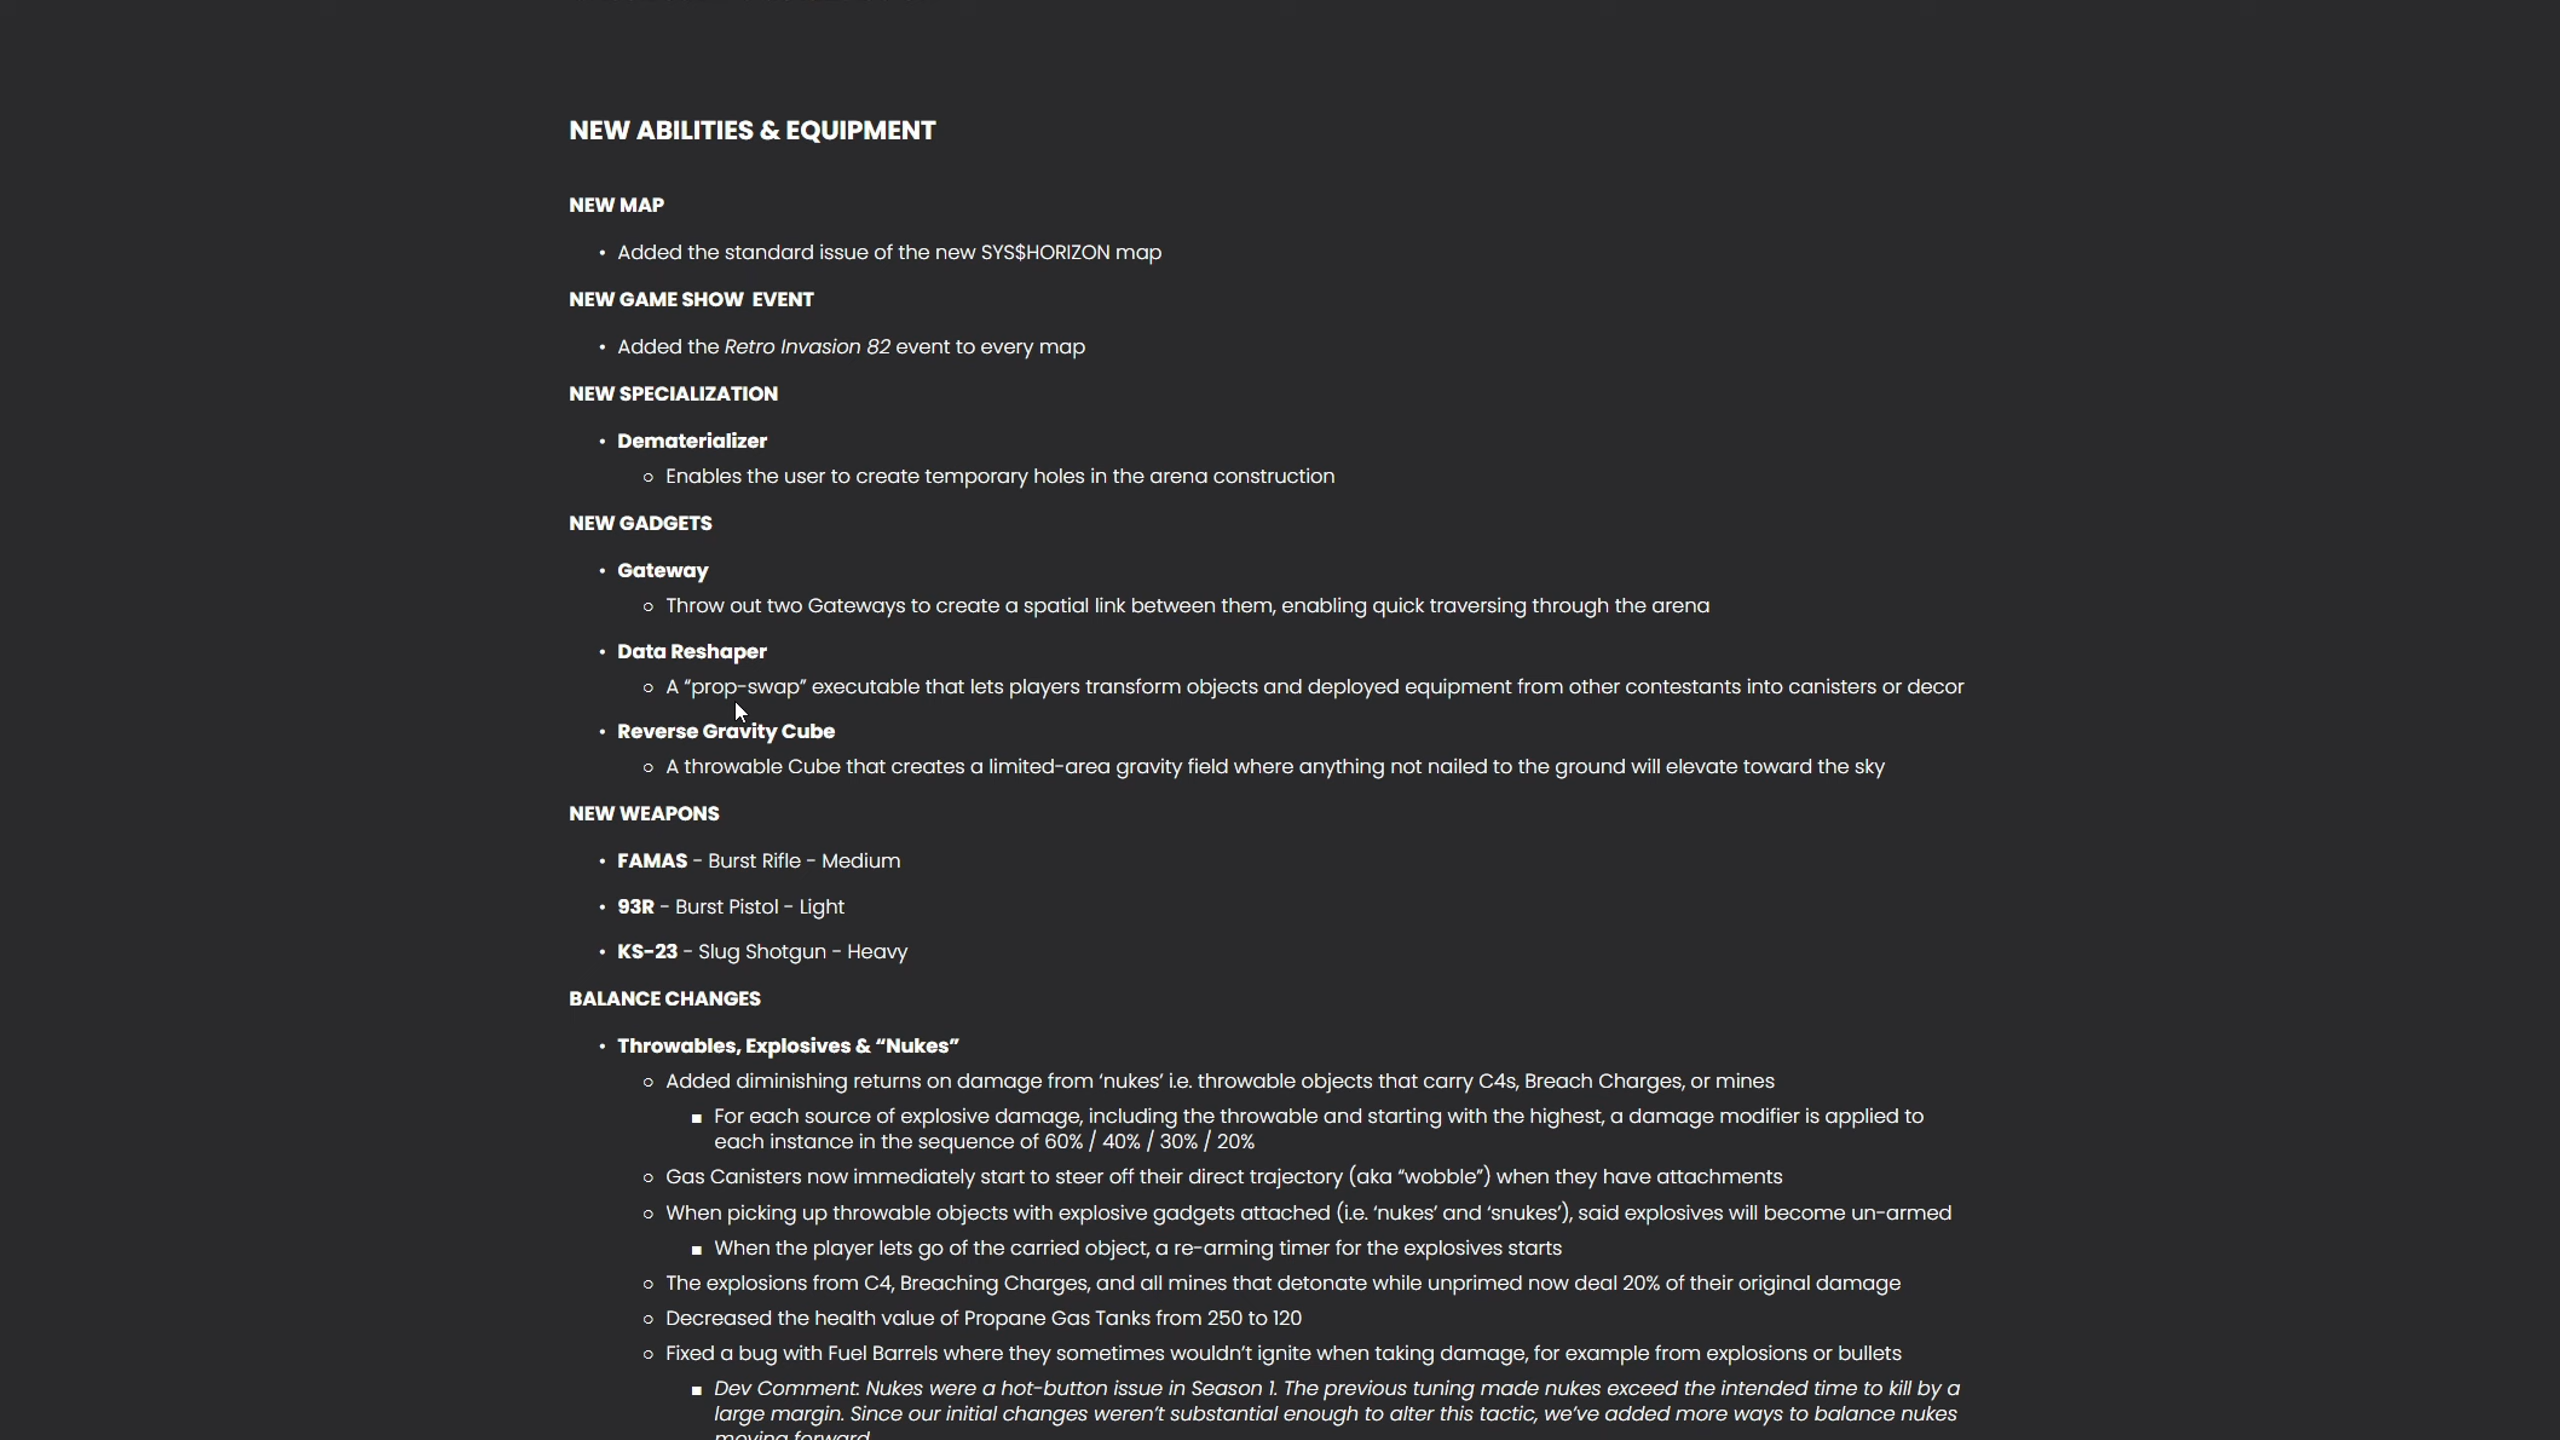 NEW ABILITIES & EQUIPMENT
NEW MAP
• Added the standard issue of the new SYS$HORIZON map
NEW GAME SHOW  EVENT
• Added the Retro Invasion 82 event to every map
NEW SPECIALIZATION
• Dematerializer
○ Enables the user to create temporary holes in the arena construction
NEW GADGETS
• Gateway
○ Throw out two Gateways to create a spatial link between them, enabling quick traversing through the arena
• Data Reshaper
○ A “prop-swap” executable that lets players transform objects and deployed equipment from other contestants into canisters or decor
• Reverse Gravity Cube
○ A throwable Cube that creates a limited-area gravity field where anything not nailed to the ground will elevate toward the sky
NEW WEAPONS
• FAMAS - Burst Rifle - Medium
• 93R - Burst Pistol - Light
• KS-23 - Slug Shotgun - Heavy
BALANCE CHANGES
• Throwables, Explosives & “Nukes”
○ Added diminishing returns on damage from ‘nukes’ i.e. throwable objects that carry C4s, Breach Charges, or mines
■ For each source of explosive damage, including the throwable and starting with the highest, a damage modifier is applied to
each instance in the sequence of 60% / 40% / 30% / 20%
○ Gas Canisters now immediately start to steer off their direct trajectory (aka “wobble”) when they have attachments
○ When picking up throwable objects with explosive gadgets attached (i.e. ‘nukes’ and ‘snukes’), said explosives will become un-armed
■ When the player lets go of the carried object, a re-arming timer for the explosives starts
○ The explosions from C4, Breaching Charges, and all mines that detonate while unprimed now deal 20% of their original damage
○ Decreased the health value of Propane Gas Tanks from 250 to 120
○ Fixed a bug with Fuel Barrels where they sometimes wouldn’t ignite when taking damage, for example from explosions or bullets
■ Dev Comment: Nukes were a hot-button issue in Season 1. The previous tuning made nukes exceed the intended time to kill by a
large margin. Since our initial changes weren’t substantial enough to alter this tactic, we’ve added more ways to balance nukes
moving forward